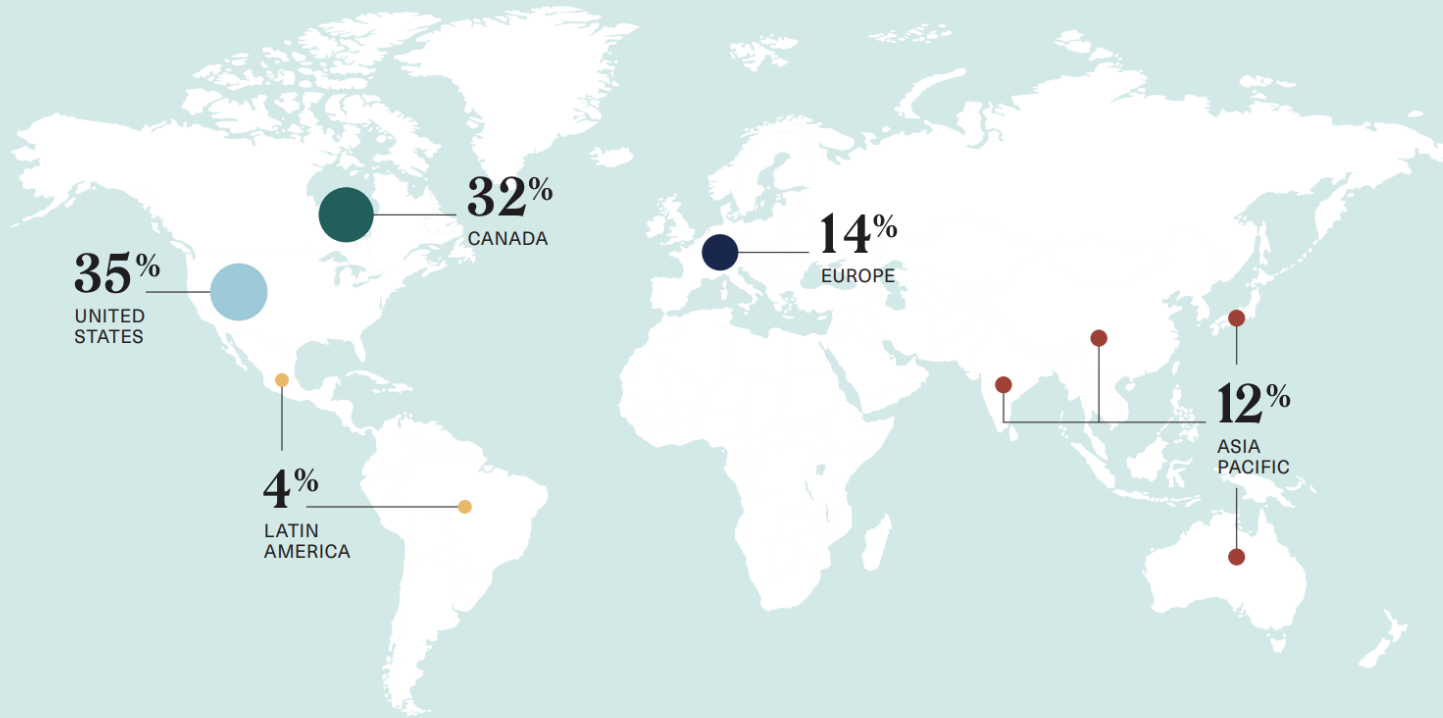 32%
CANADA
35%
UNITED
STATES
14%
EUROPE
12%
ASIA
PACIFIC
4%
LATIN
AMERICA